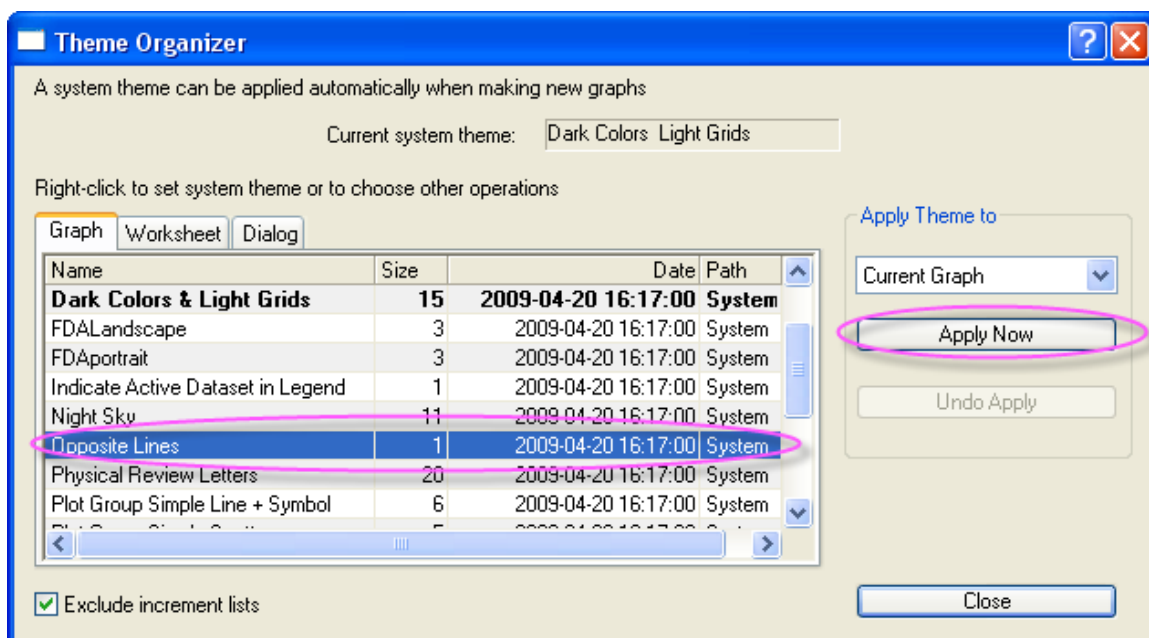 Theme Organizer
A system theme can be applied automatically when making new graphs
Current system theme: Dark Colors Light Grids
Right-click to set system theme or to choose other operations
Graph Worksheet Dialog
Name Size Date Path
Dark Colors & Light Grids 15 2009-04-20 16:17:00 System
FDALandscape 3 2009-04-20 16:17:00 System
FDAportrait 3 2009-04-20 16:17:00 System
Indicate Active Dataset in Legend 1 2009-04-20 16:17:00 System
Night Sky 11 2009-04-20 16:17:00 System
Opposite Lines 1 2009-04-20 16:17:00 System
Physical Review Letters 20 2009-04-20 16:17:00 System
Plot Group Simple Line + Symbol 6 2009-04-20 16:17:00 System
Apply Theme to
Current Graph
Apply Now
Undo Apply
Exclude increment lists
Close